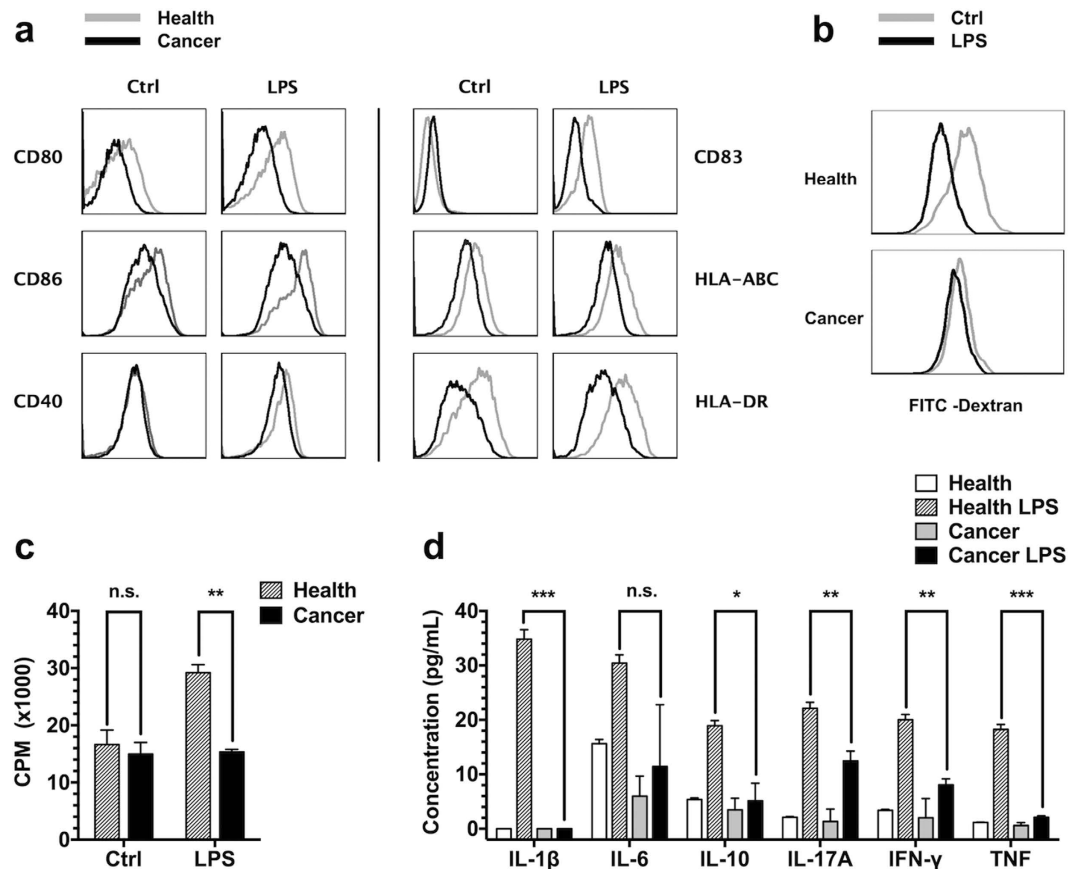 a
Health
Cancer
Ctrl
LPS
Ctrl
LPS
CD80
CD83
CD86
HLA-ABC
CD40
HLA-DR
b
Ctrl
LPS
Health
Cancer
FITC -Dextran
c
Health
Cancer
n.s.
**
40
30
20
10
0
CPM (x1000)
Ctrl
LPS
d
Health
Health LPS
Cancer
Cancer LPS
***
n.s.
*
**
**
***
40
30
20
10
0
Concentration (pg/mL)
IL-1β
IL-6
IL-10
IL-17A
IFN-γ
TNF